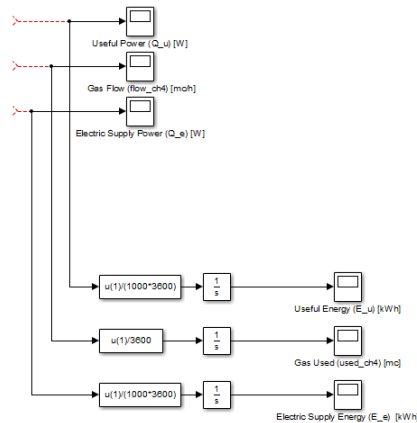 Useful Power (Q_u) [W]
Gas Flow (flow_ch4) [mc/h]
Electric Supply Power (Q_e) [W]
u(1)/(1000*3600)
1
s
Useful Energy (E_u) [kWh]
u(1)/3600
1
s
Gas Used (used_ch4) [mc]
u(1)/(1000*3600)
1
s
Electric Supply Energy (E_e) [kWh]